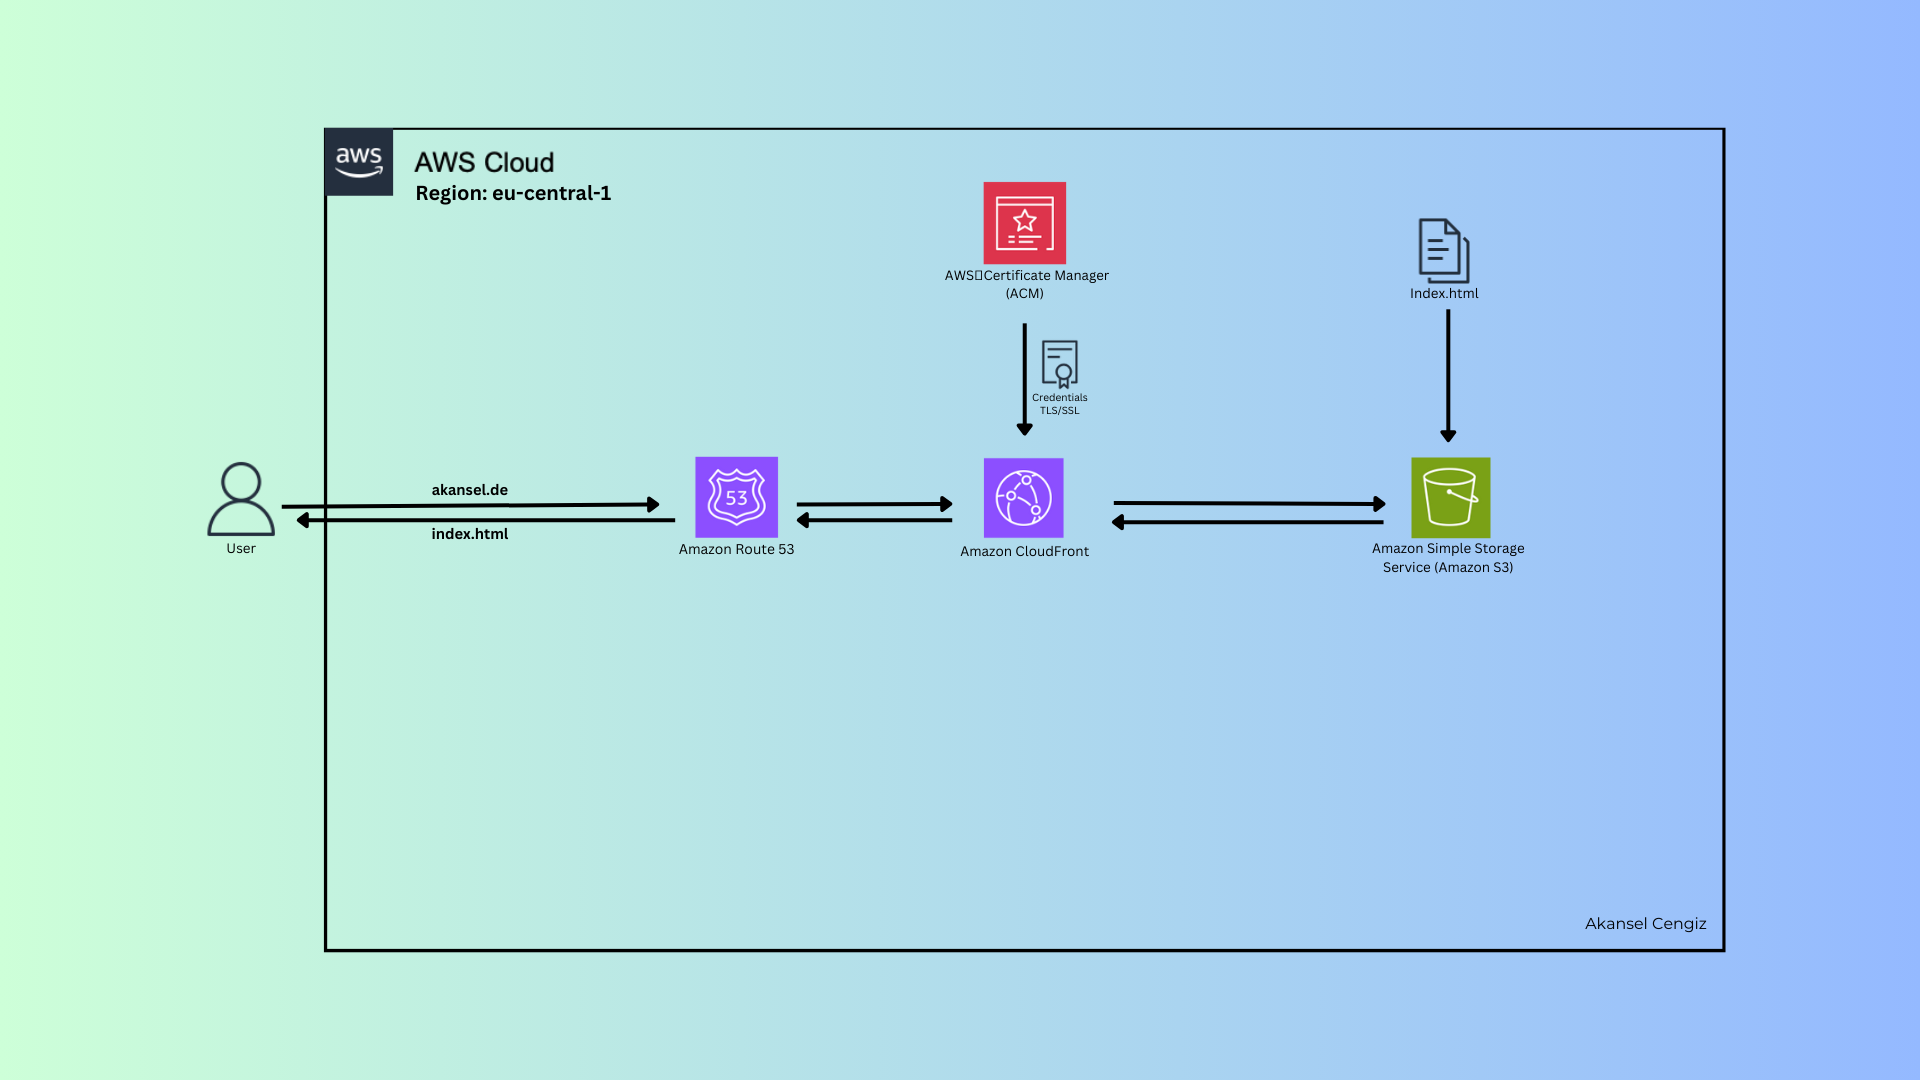 aws
AWS Cloud
Region: eu-central-1
AWS▯Certificate Manager
(ACM)
Index.html
Credentials
TLS/SSL
akansel.de
53
index.html
User
Amazon Route 53
Amazon CloudFront
Amazon Simple Storage
Service (Amazon S3)
Akansel Cengiz